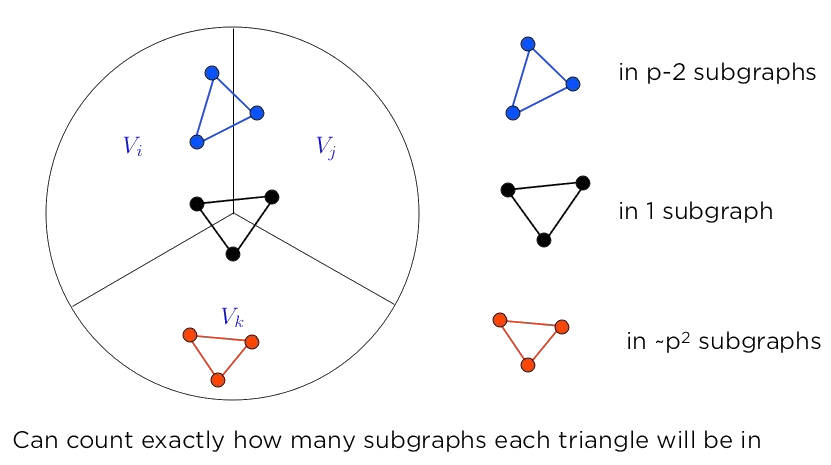 in p-2 subgraphs
V_i
V_j
in 1 subgraph
V_k
in ~p² subgraphs
Can count exactly how many subgraphs each triangle will be in